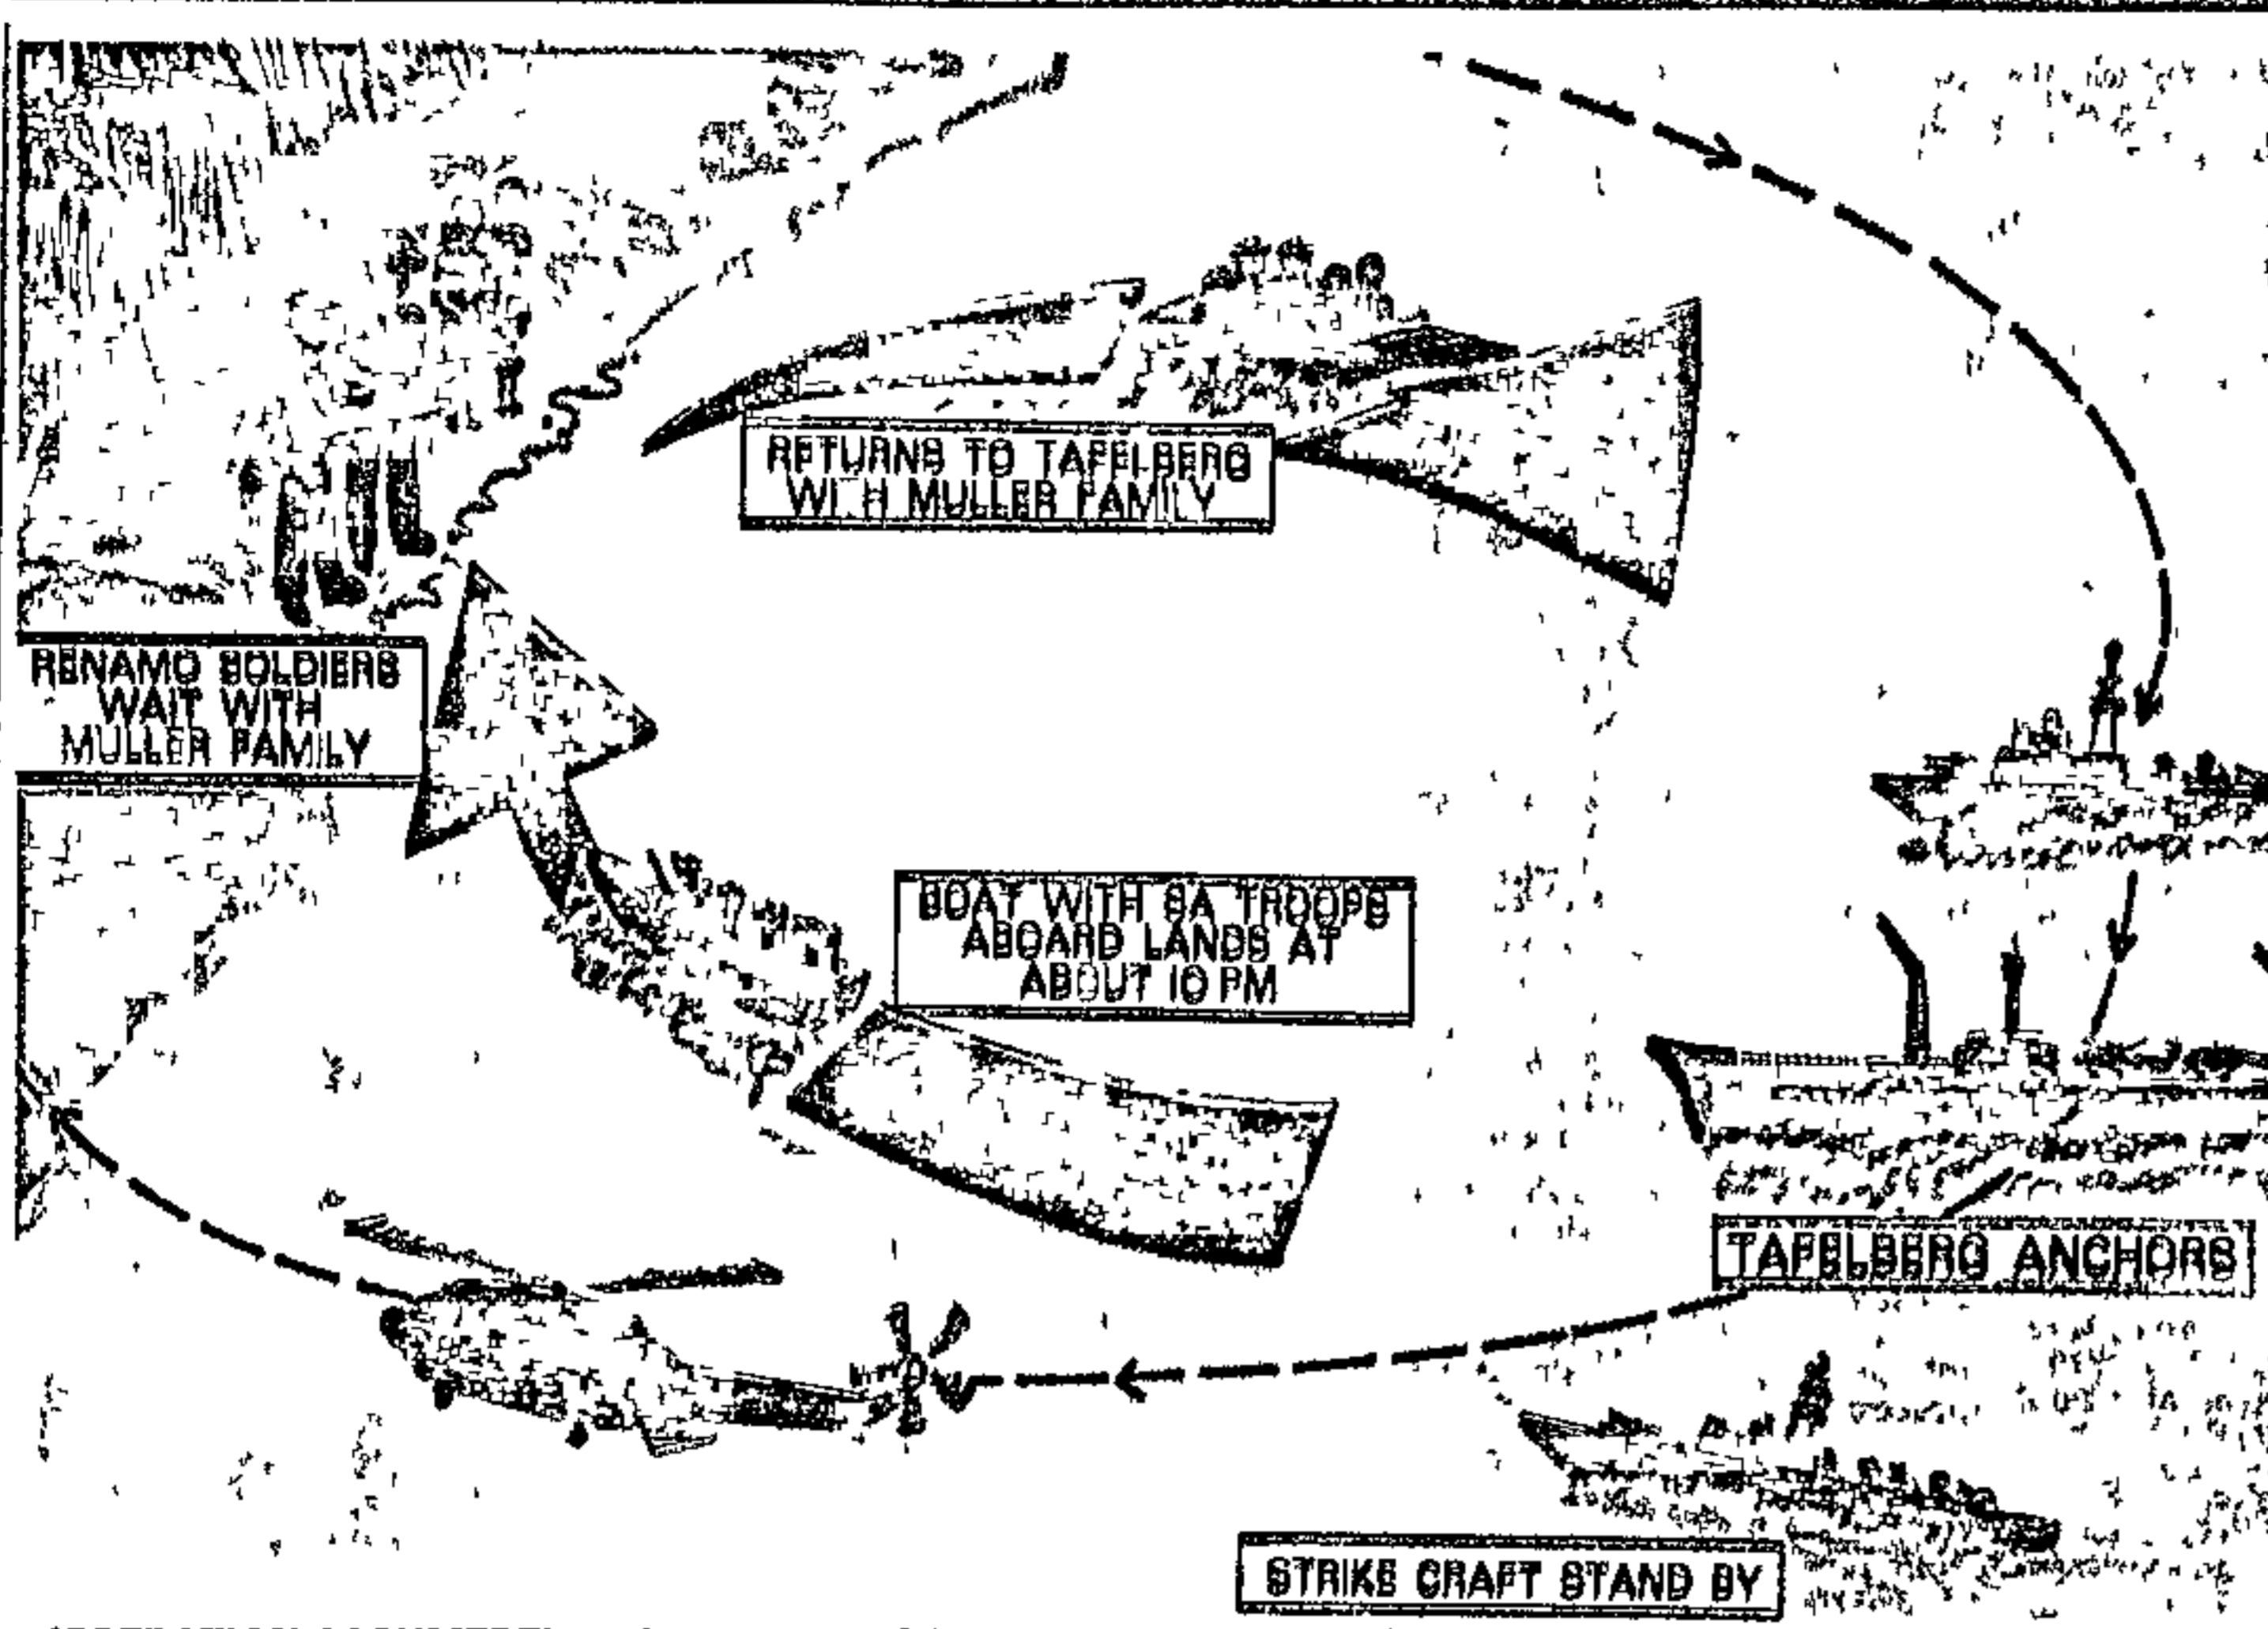 RETURNS TO TAFELBERG
WITH MULLER FAMILY
RENAMO SOLDIERS
WAIT WITH
MULLER FAMILY
BOAT WITH SA TROOPS
ABOARD LANDS AT
ABOUT 10 PM
TAFELBERG ANCHORS
STRIKE CRAFT STAND BY